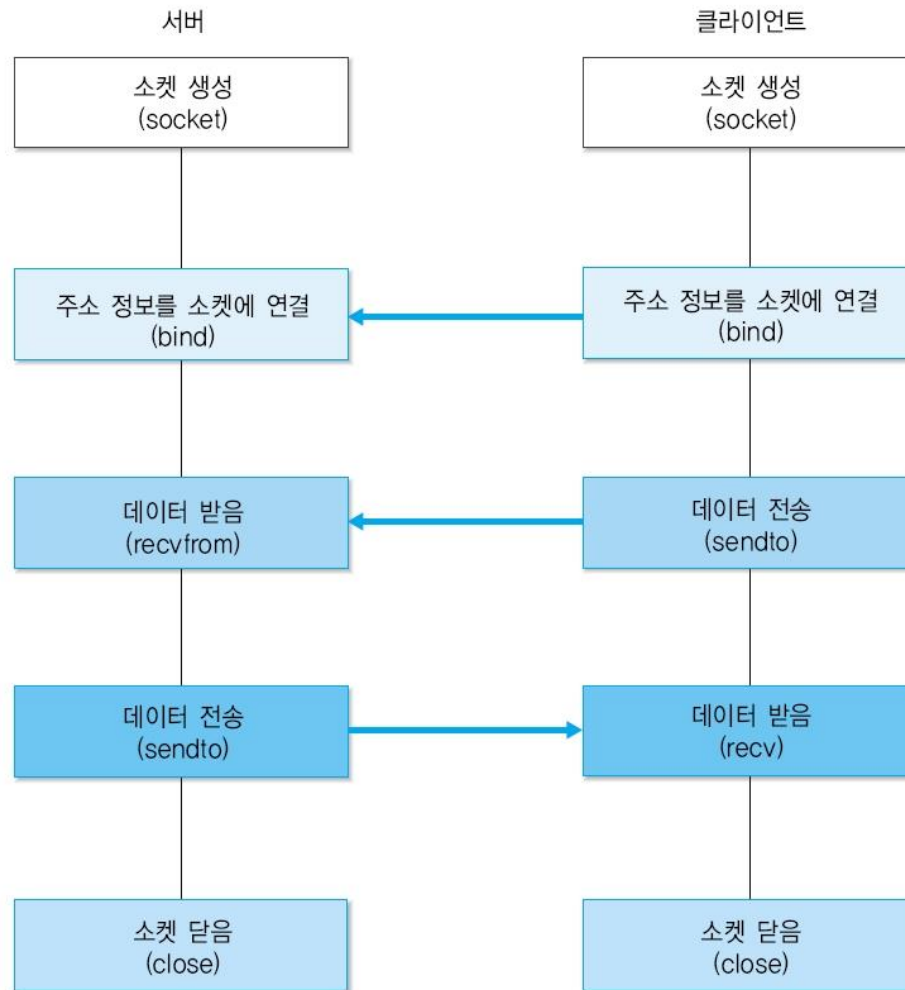 서버
클라이언트
소켓 생성
(socket)
소켓 생성
(socket)
주소 정보를 소켓에 연결
(bind)
주소 정보를 소켓에 연결
(bind)
데이터 받음
(recvfrom)
데이터 전송
(sendto)
데이터 전송
(sendto)
데이터 받음
(recv)
소켓 닫음
(close)
소켓 닫음
(close)